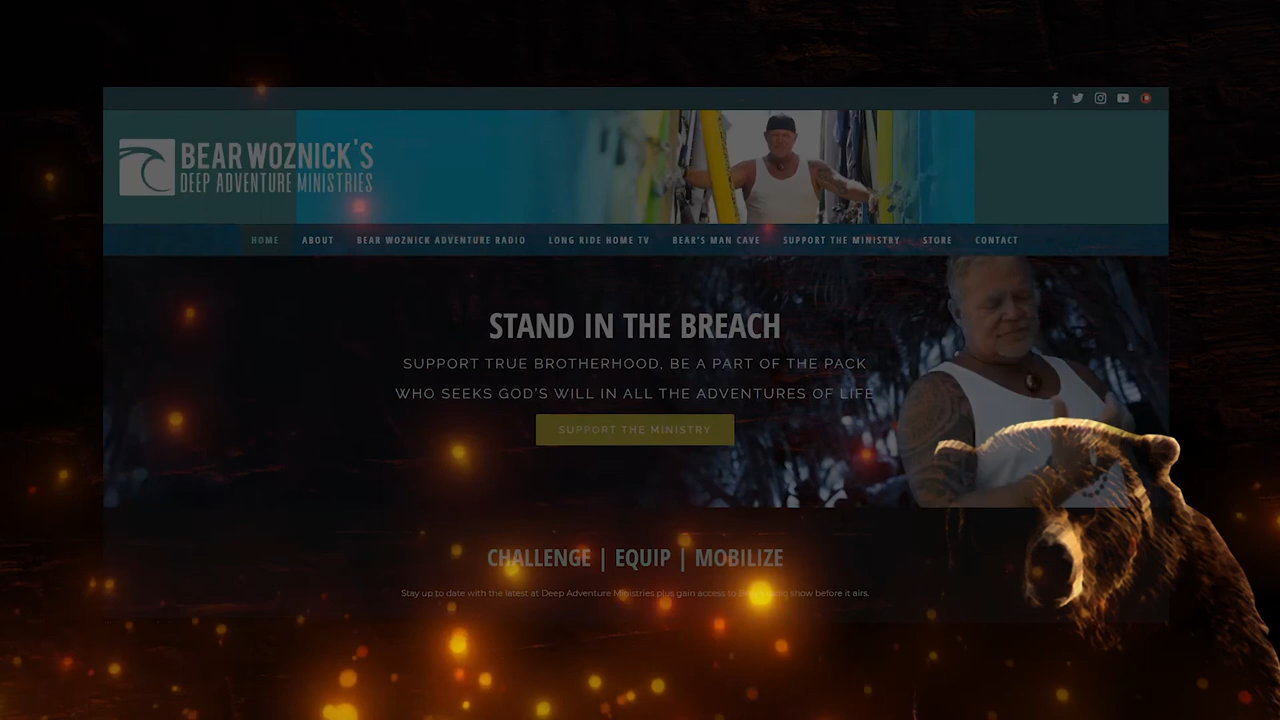 BEAR WOZNICK'S
DEEP ADVENTURE MINISTRIES
HOME ABOUT BEAR WOZNICK ADVENTURE RADIO LONG RIDE HOME TV BEAR'S MAN CAVE SUPPORT THE MINISTRY STORE CONTACT
STAND IN THE BREACH
SUPPORT TRUE BROTHERHOOD, BE A PART OF THE PACK
WHO SEEKS GOD'S WILL IN ALL THE ADVENTURES OF LIFE
SUPPORT THE MINISTRY
CHALLENGE | EQUIP | MOBILIZE
Stay up to date with the latest at Deep Adventure Ministries plus gain access to show before it airs.